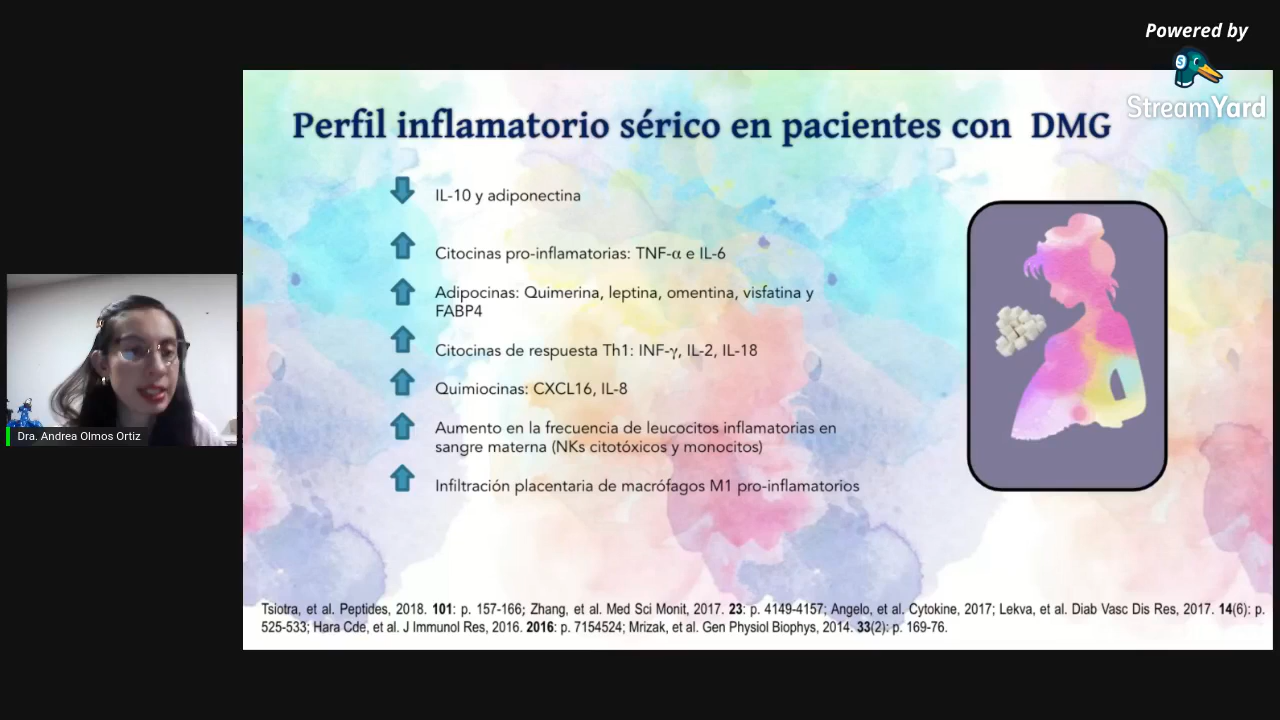 Powered by
StreamYard
Perfil inflamatorio sérico en pacientes con DMG
IL-10 y adiponectina
Citocinas pro-inflamatorias: TNF-α e IL-6
Adipocinas: Quimerina, leptina, omentina, visfatina y
FABP4
Citocinas de respuesta Th1: INF-γ, IL-2, IL-18
Quimiocinas: CXCL16, IL-8
Aumento en la frecuencia de leucocitos inflamatorias en
sangre materna (NKs citotóxicos y monocitos)
Infiltración placentaria de macrófagos M1 pro-inflamatorios
Dra. Andrea Olmos Ortiz
Tsiotra, et al. Peptides, 2018. 101: p. 157-166; Zhang, et al. Med Sci Monit, 2017. 23: p. 4149-4157; Angelo, et al. Cytokine, 2017; Lekva, et al. Diab Vasc Dis Res, 2017. 14(6): p.
525-533; Hara Cde, et al. J Immunol Res, 2016. 2016: p. 7154524; Mrizak, et al. Gen Physiol Biophys, 2014. 33(2): p. 169-76.